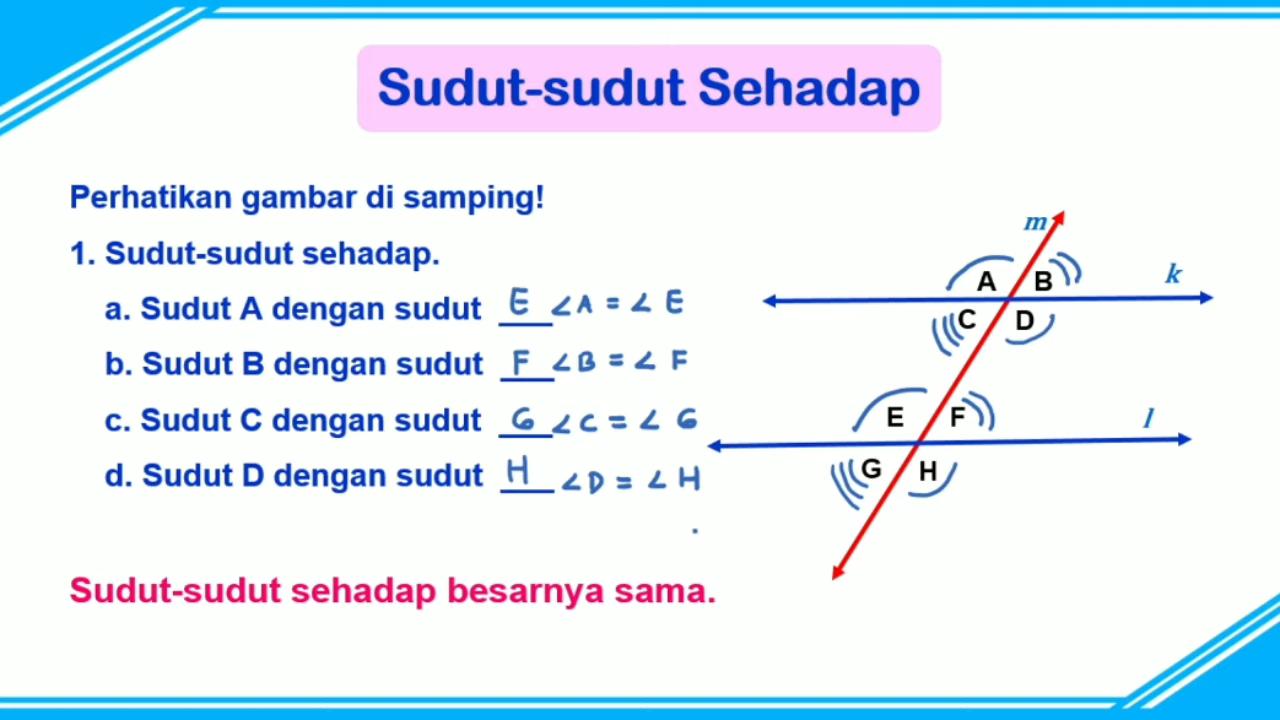 Sudut-sudut Sehadap
Perhatikan gambar di samping!
1. Sudut-sudut sehadap.
a. Sudut A dengan sudut E ∠A = ∠E
b. Sudut B dengan sudut F ∠B = ∠F
c. Sudut C dengan sudut G ∠C = ∠G
d. Sudut D dengan sudut H ∠D = ∠H
Sudut-sudut sehadap besarnya sama.
m
A B k
C D
E F l
G H